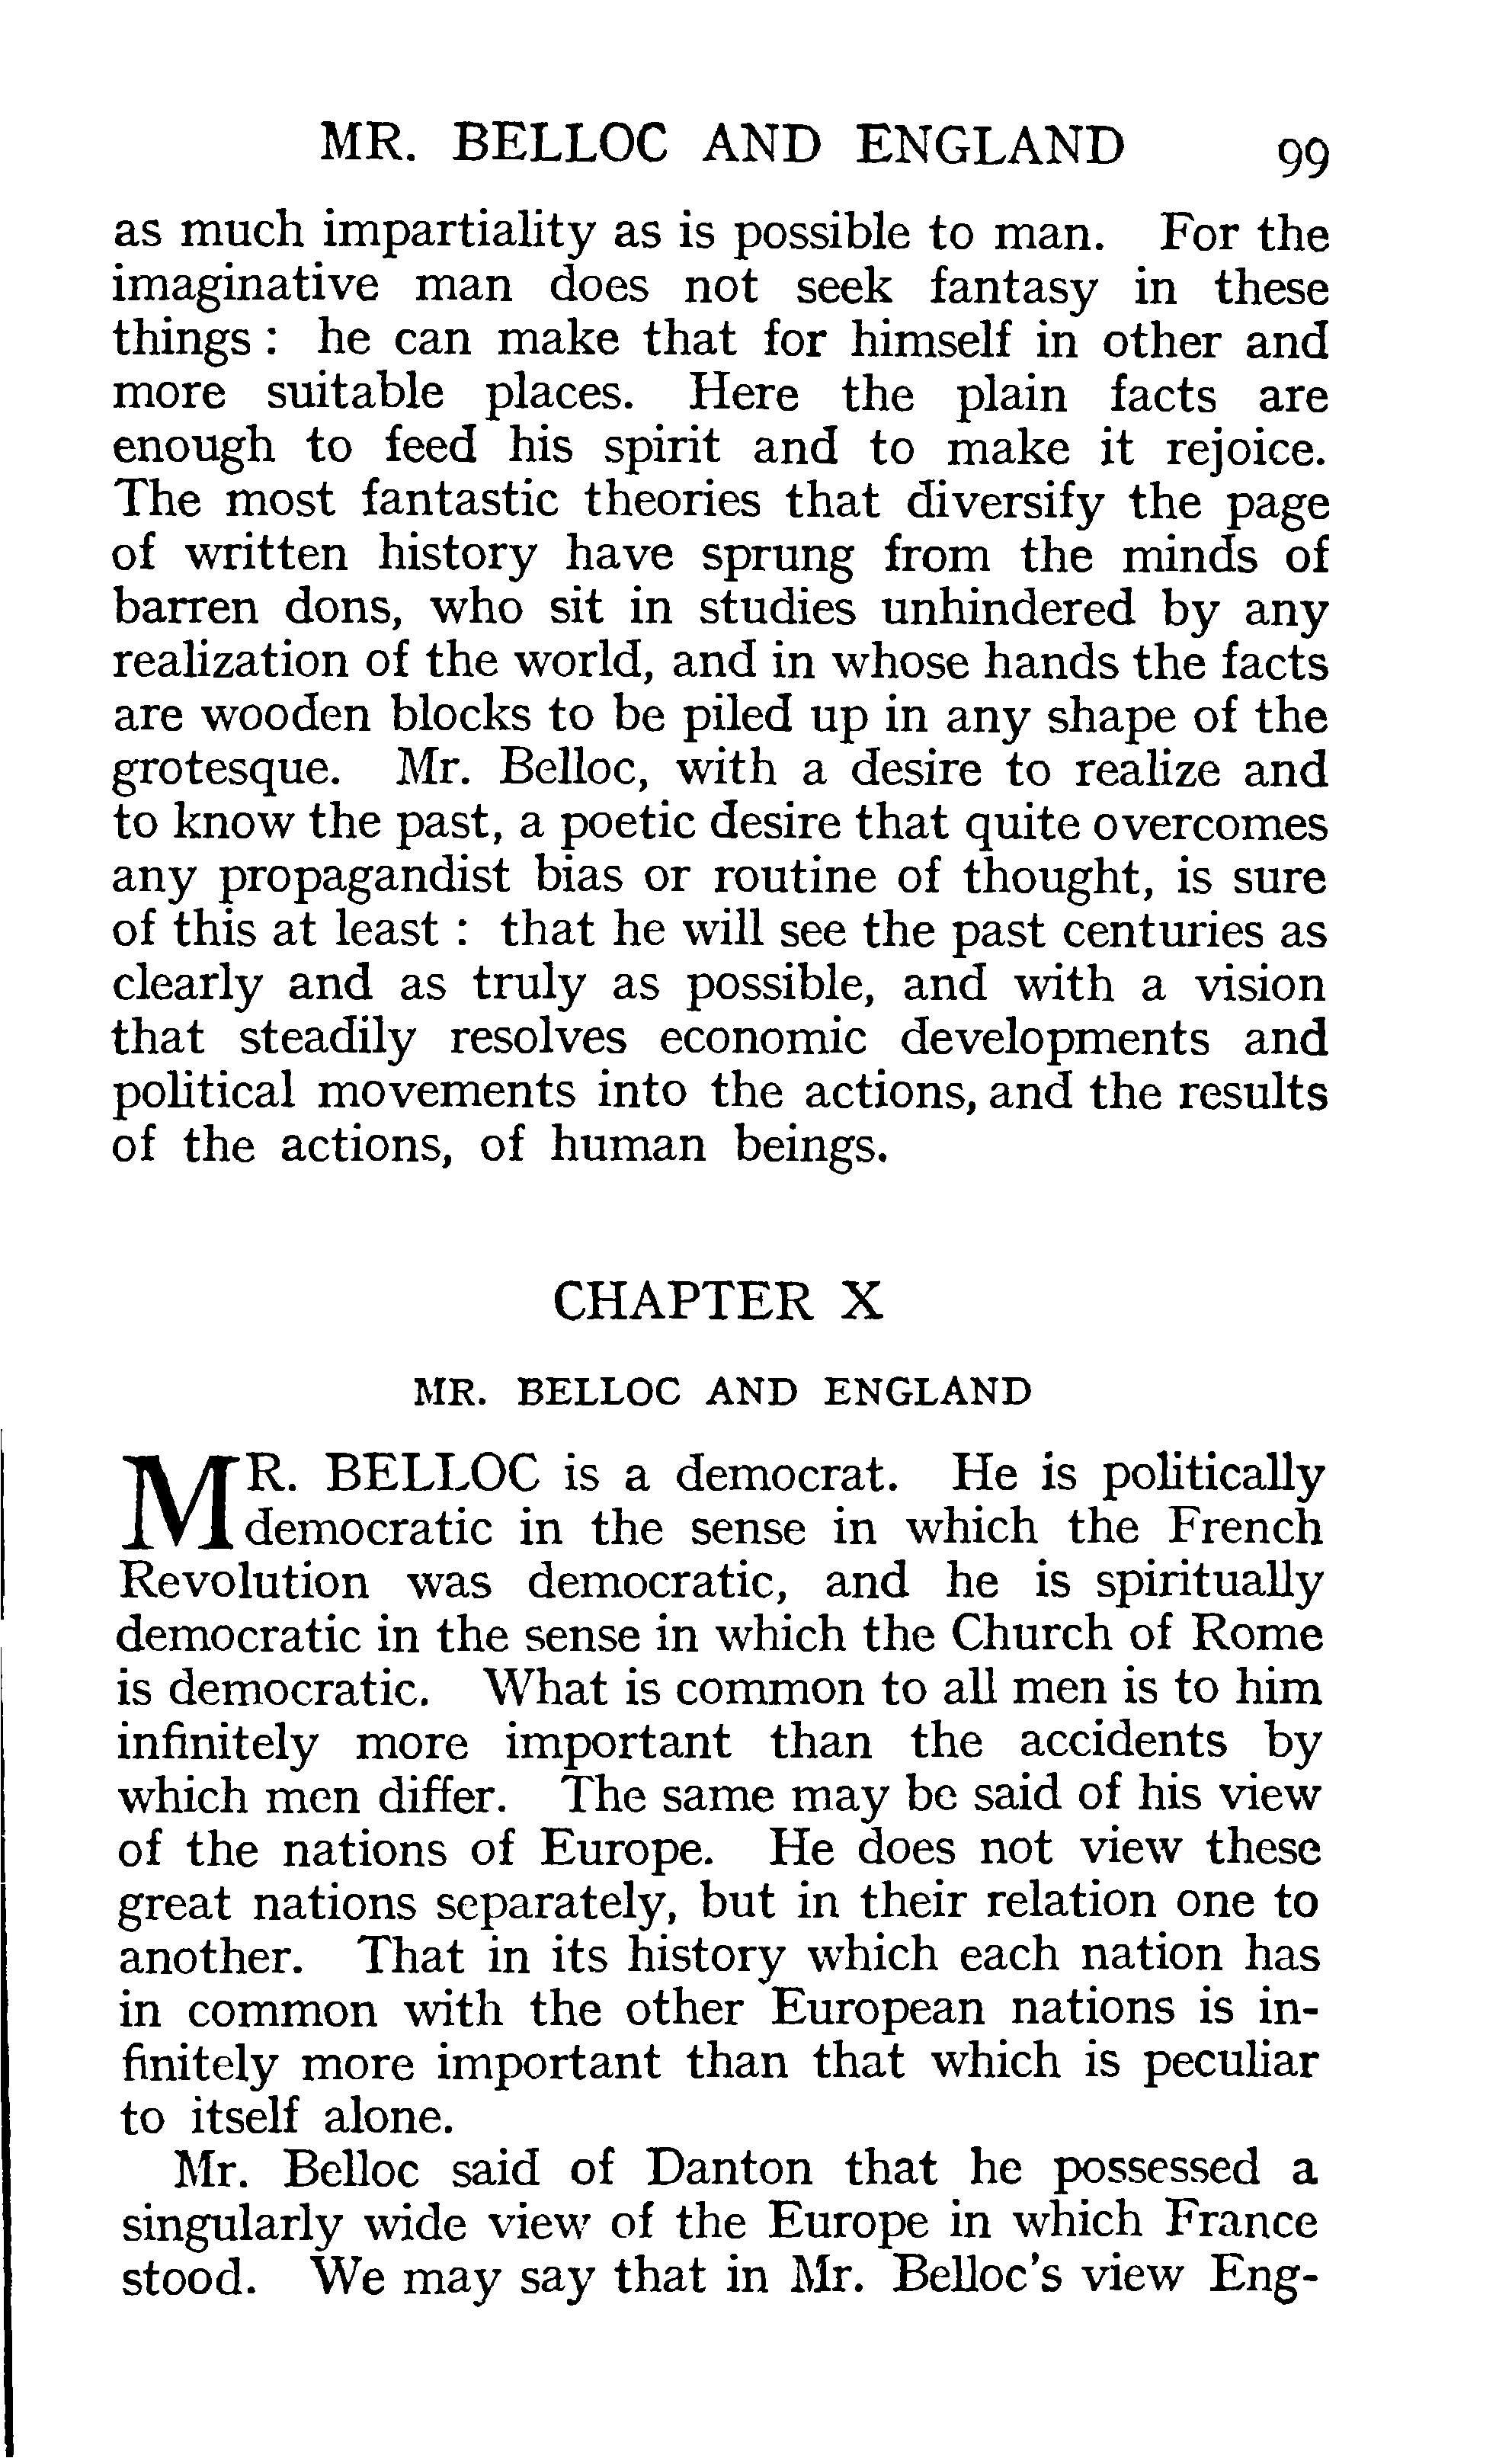 MR. BELLOC AND ENGLAND 99
as much impartiality as is possible to man. For the
imaginative man does not seek fantasy in these
things : he can make that for himself in other and
more suitable places. Here the plain facts are
enough to feed his spirit and to make it rejoice.
The most fantastic theories that diversify the page
of written history have sprung from the minds of
barren dons, who sit in studies unhindered by any
realization of the world, and in whose hands the facts
are wooden blocks to be piled up in any shape of the
grotesque. Mr. Belloc, with a desire to realize and
to know the past, a poetic desire that quite overcomes
any propagandist bias or routine of thought, is sure
of this at least : that he will see the past centuries as
clearly and as truly as possible, and with a vision
that steadily resolves economic developments and
political movements into the actions, and the results
of the actions, of human beings.
CHAPTER X
MR. BELLOC AND ENGLAND
MR. BELLOC is a democrat. He is politically
democratic in the sense in which the French
Revolution was democratic, and he is spiritually
democratic in the sense in which the Church of Rome
is democratic. What is common to all men is to him
infinitely more important than the accidents by
which men differ. The same may be said of his view
of the nations of Europe. He does not view these
great nations separately, but in their relation one to
another. That in its history which each nation has
in common with the other European nations is in-
finitely more important than that which is peculiar
to itself alone.
Mr. Belloc said of Danton that he possessed a
singularly wide view of the Europe in which France
stood. We may say that in Mr. Belloc's view Eng-